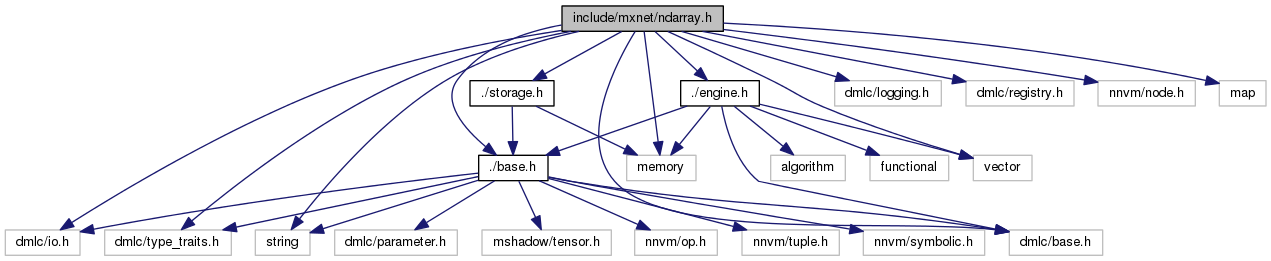 include/mxnet/ndarray.h
./storage.h
./engine.h
dmlc/logging.h
dmlc/registry.h
nnvm/node.h
map
./base.h
memory
algorithm
functional
vector
dmlc/io.h
dmlc/type_traits.h
string
dmlc/parameter.h
mshadow/tensor.h
nnvm/op.h
nnvm/tuple.h
nnvm/symbolic.h
dmlc/base.h